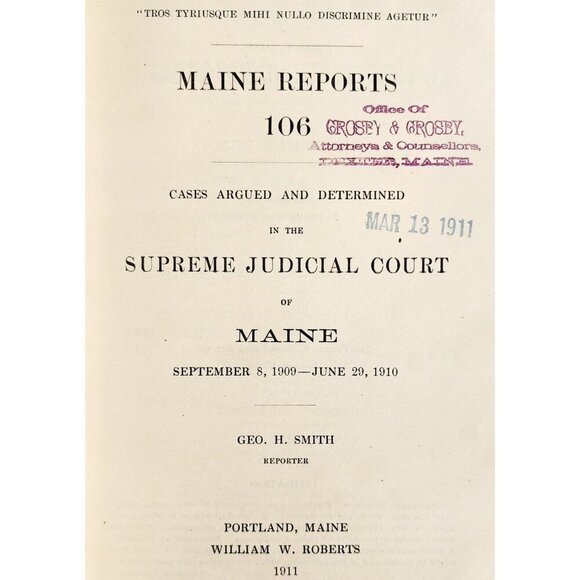 "TROS TYRIUSQUE MIHI NULLO DISCRIMINE AGETUR"
MAINE REPORTS
106
Office Of
CROSBY & CROSBY,
Attorneys & Counsellors,
DEXTER, MAINE
CASES ARGUED AND DETERMINED
IN THE
MAR 13 1911
SUPREME JUDICIAL COURT
OF
MAINE
SEPTEMBER 8, 1909—JUNE 29, 1910
GEO. H. SMITH
REPORTER
PORTLAND, MAINE
WILLIAM W. ROBERTS
1911